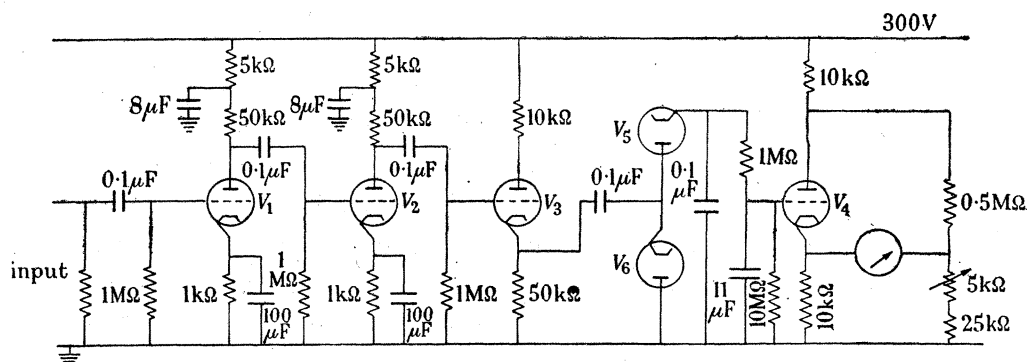 300V
5kΩ
5kΩ
10kΩ
8μF
8μF
50kΩ
50kΩ
10kΩ
V5
1MΩ
0·1μF
0·1μF
0·1μF
0·1μF
0·1
μF
V1
V2
V3
V4
0·5MΩ
input
V6
1MΩ
1kΩ
100
μF
1
MΩ
1kΩ
100
μF
1MΩ
50kΩ
11
μF
10MΩ
10kΩ
5kΩ
25kΩ